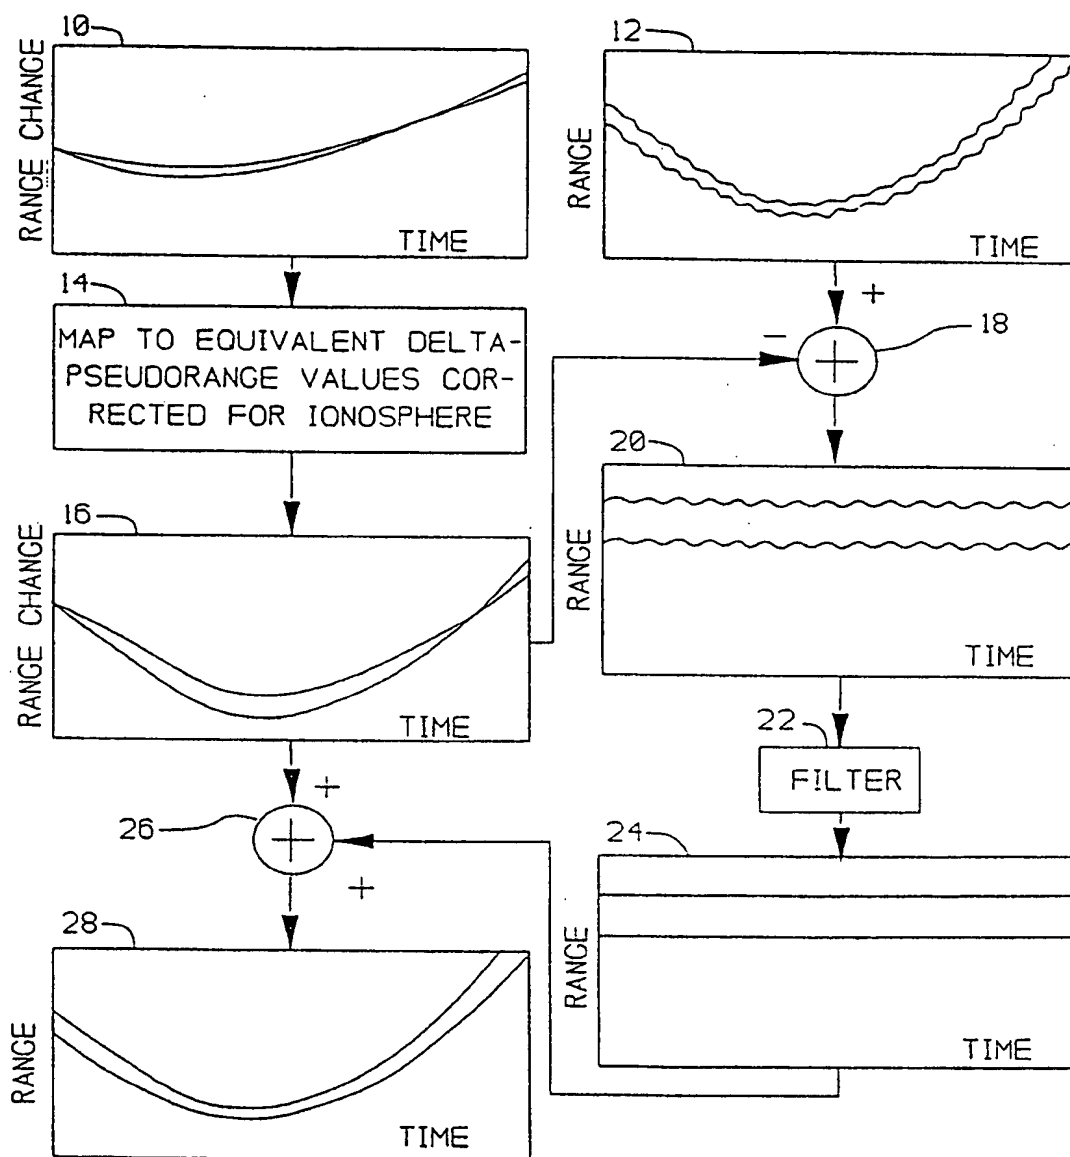 10
RANGE CHANGE
TIME
12
RANGE
TIME
14
MAP TO EQUIVALENT DELTA-
PSEUDORANGE VALUES COR-
RECTED FOR IONOSPHERE
+
−
+
18
16
RANGE CHANGE
TIME
20
RANGE
TIME
22
FILTER
+
26
+
+
24
RANGE
TIME
28
RANGE
TIME